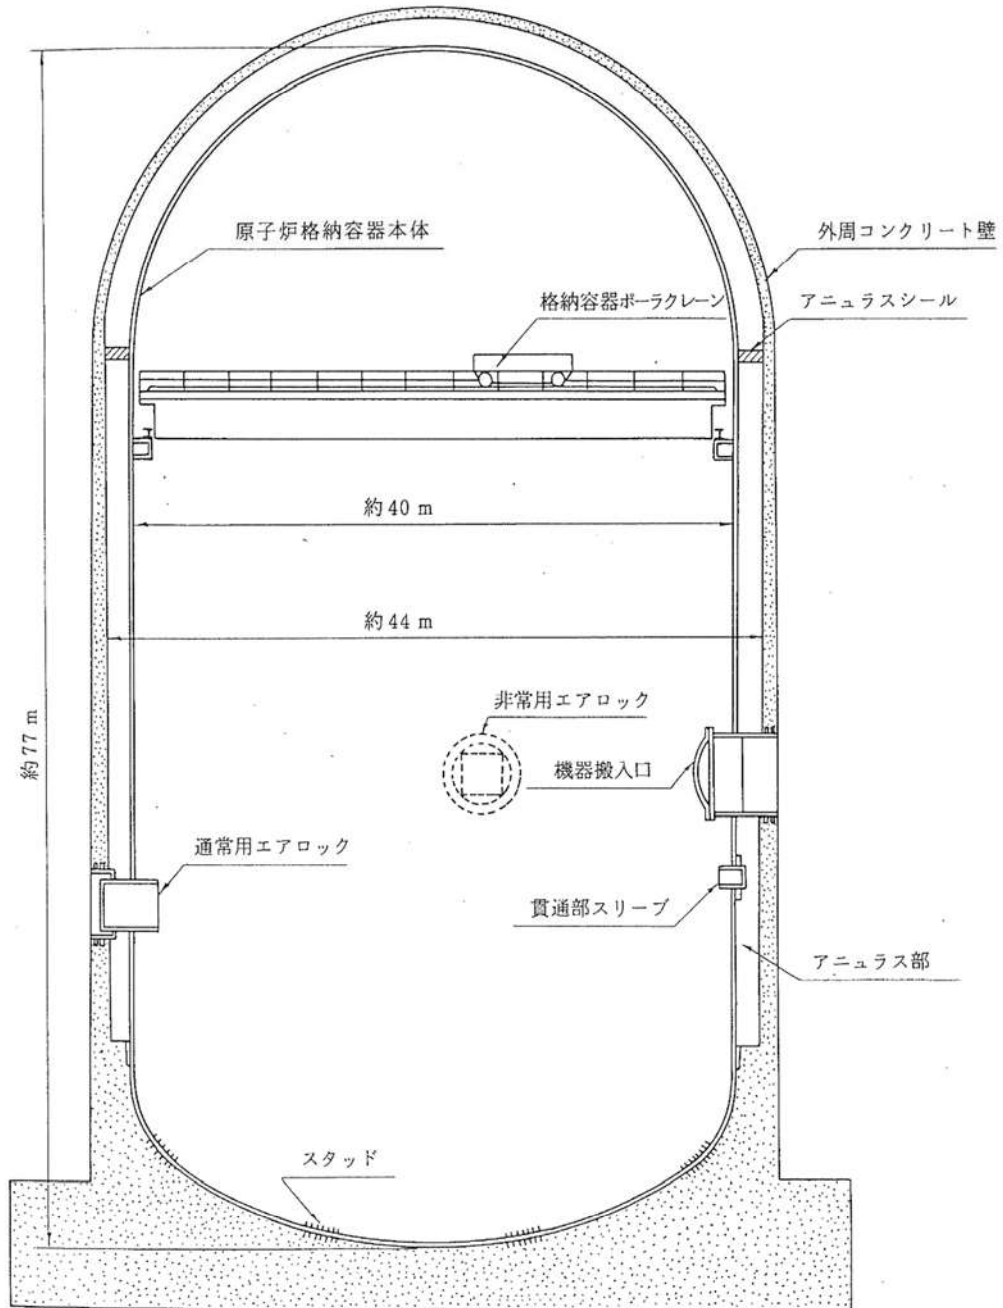 原子炉格納容器本体
外周コンクリート壁
格納容器ポーラクレーン
アニュラスシール
約40 m
約44 m
約77 m
非常用エアロック
機器搬入口
通常用エアロック
貫通部スリーブ
アニュラス部
スタッド